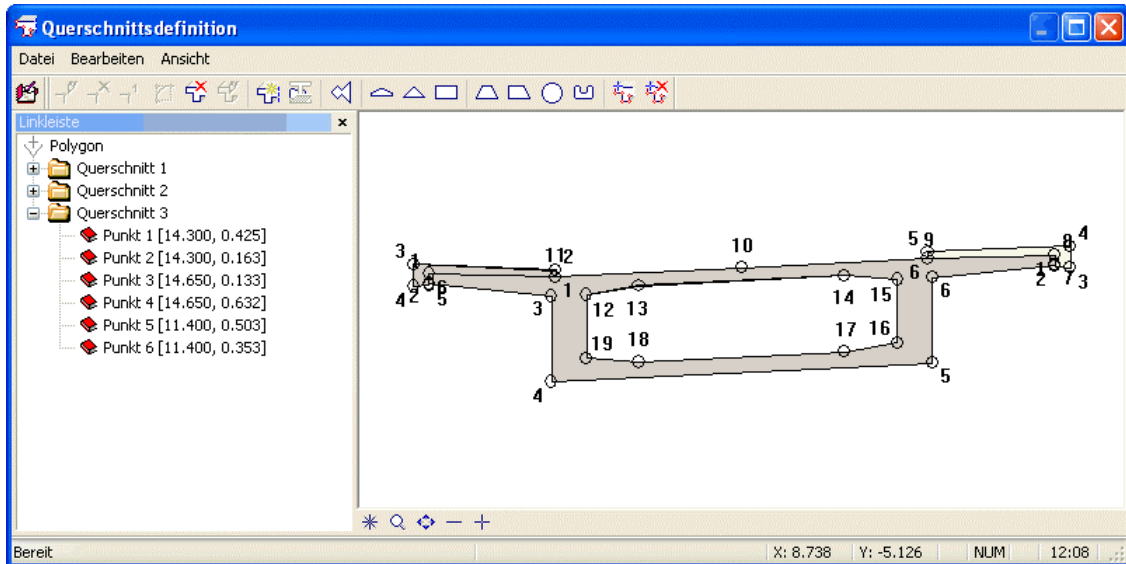 Querschnittsdefinition
Datei Bearbeiten Ansicht
Linkleiste x
Polygon
Querschnitt 1
Querschnitt 2
Querschnitt 3
Punkt 1 [14.300, 0.425]
Punkt 2 [14.300, 0.163]
Punkt 3 [14.650, 0.133]
Punkt 4 [14.650, 0.632]
Punkt 5 [11.400, 0.503]
Punkt 6 [11.400, 0.353]
10 5 9 8 4
3 1 11 2 6 1
4 2 6 5 3 1 12 13 14 15 6 2 7 3
19 18 17 16
4 5
Bereit X: 8.738 Y: -5.126 NUM 12:08